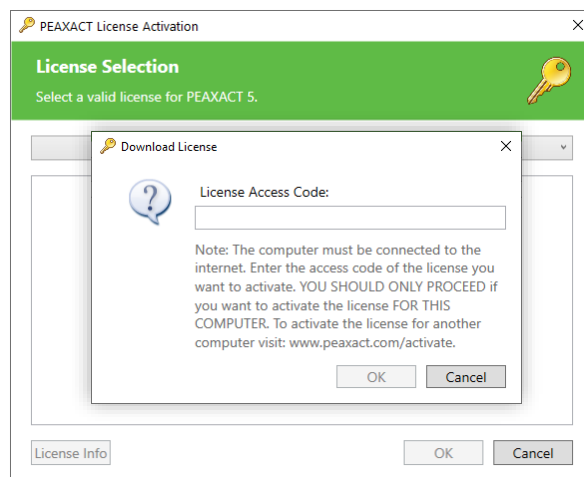 PEAXACT License Activation
License Selection
Select a valid license for PEAXACT 5.
Download License
License Access Code:
Note: The computer must be connected to the
internet. Enter the access code of the license you
want to activate. YOU SHOULD ONLY PROCEED if
you want to activate the license FOR THIS
COMPUTER. To activate the license for another
computer visit: www.peaxact.com/activate.
OK
Cancel
License Info
OK
Cancel